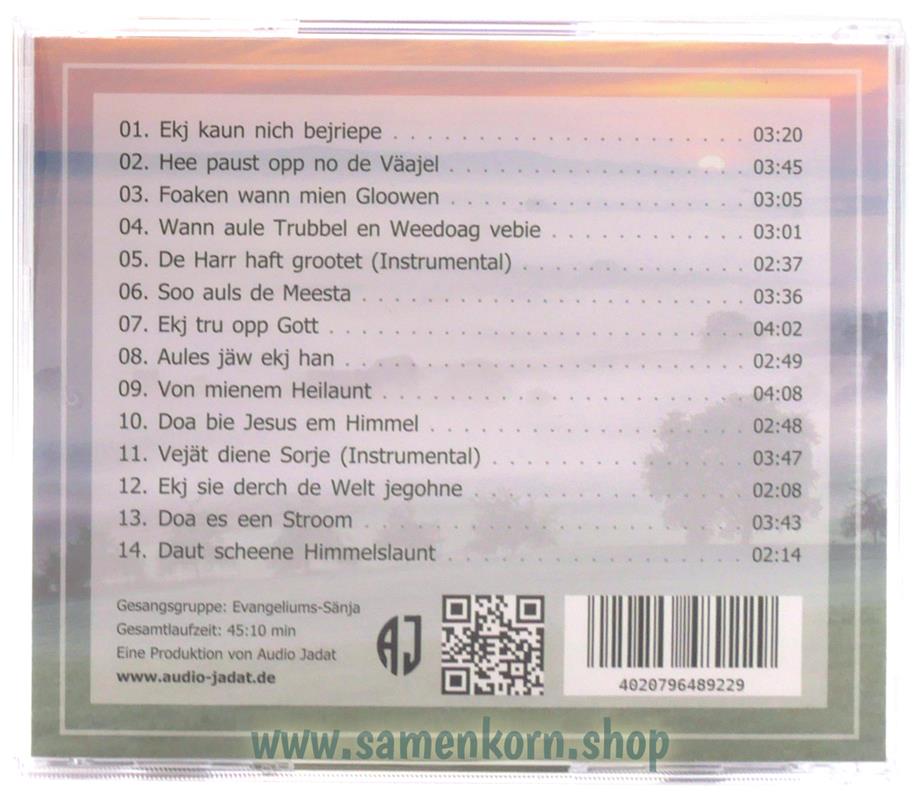 01. Ekj kaun nich bejriepe . . . . . . . . . . . . . . . . . . . . . 03:20
02. Hee paust opp no de Väajel . . . . . . . . . . . . . . . . . . 03:45
03. Foaken wann mien Gloowen . . . . . . . . . . . . . . . . . . 03:05
04. Wann aule Trubbel en Weedoag vebie . . . . . . . . . . . 03:01
05. De Harr haft grootet (Instrumental) . . . . . . . . . . . . . 02:37
06. Soo auls de Meesta . . . . . . . . . . . . . . . . . . . . . . . 03:36
07. Ekj tru opp Gott . . . . . . . . . . . . . . . . . . . . . . . . . 04:02
08. Aules jäw ekj han . . . . . . . . . . . . . . . . . . . . . . . . 02:49
09. Von mienem Heilaunt . . . . . . . . . . . . . . . . . . . . . . 04:08
10. Doa bie Jesus em Himmel . . . . . . . . . . . . . . . . . . . 02:48
11. Vejät diene Sorje (Instrumental) . . . . . . . . . . . . . . . 03:47
12. Ekj sie derch de Welt jegohne . . . . . . . . . . . . . . . . 02:08
13. Doa es een Stroom . . . . . . . . . . . . . . . . . . . . . . . 03:43
14. Daut scheene Himmelslaunt . . . . . . . . . . . . . . . . . . 02:14
Gesangsgruppe: Evangeliums-Sänja
Gesamtlaufzeit: 45:10 min
Eine Produktion von Audio Jadat
www.audio-jadat.de
AJ
4020796489229
www.samenkorn.shop